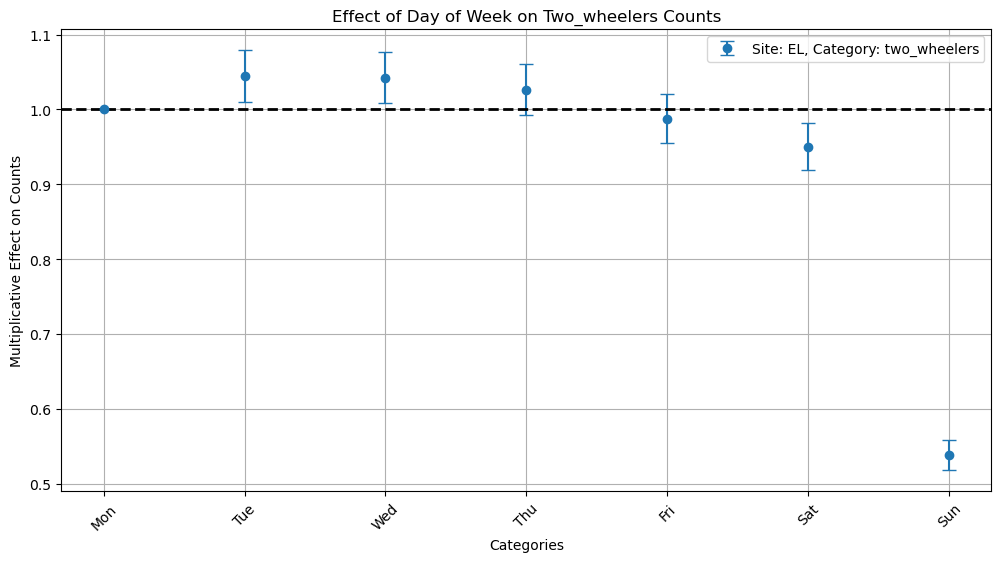 Effect of Day of Week on Two_wheelers Counts
Site: EL, Category: two_wheelers
Multiplicative Effect on Counts
1.1
1.0
0.9
0.8
0.7
0.6
0.5
Mon
Tue
Wed
Thu
Fri
Sat
Sun
Categories